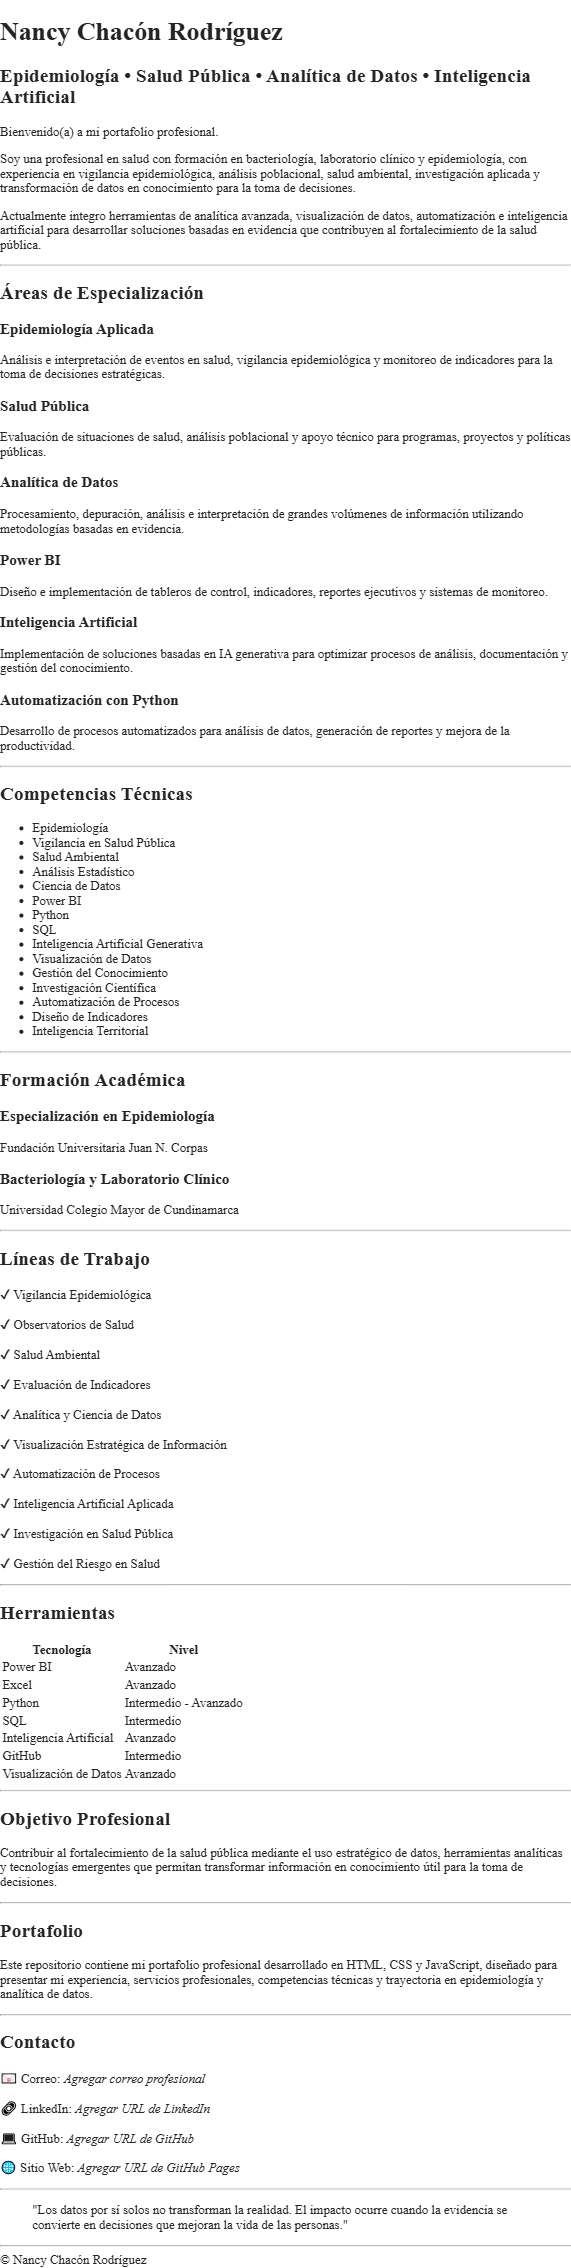 Nancy Chacón Rodríguez
Epidemiología • Salud Pública • Analítica de Datos • Inteligencia
Artificial
Bienvenido(a) a mi portafolio profesional.
Soy una profesional en salud con formación en bacteriología, laboratorio clínico y epidemiología, con
experiencia en vigilancia epidemiológica, análisis poblacional, salud ambiental, investigación aplicada y
transformación de datos en conocimiento para la toma de decisiones.
Actualmente integro herramientas de analítica avanzada, visualización de datos, automatización e inteligencia
artificial para desarrollar soluciones basadas en evidencia que contribuyen al fortalecimiento de la salud
pública.
Áreas de Especialización
Epidemiología Aplicada
Análisis e interpretación de eventos en salud, vigilancia epidemiológica y monitoreo de indicadores para la
toma de decisiones estratégicas.
Salud Pública
Evaluación de situaciones de salud, análisis poblacional y apoyo técnico para programas, proyectos y políticas
públicas.
Analítica de Datos
Procesamiento, depuración, análisis e interpretación de grandes volúmenes de información utilizando
metodologías basadas en evidencia.
Power BI
Diseño e implementación de tableros de control, indicadores, reportes ejecutivos y sistemas de monitoreo.
Inteligencia Artificial
Implementación de soluciones basadas en IA generativa para optimizar procesos de análisis, documentación y
gestión del conocimiento.
Automatización con Python
Desarrollo de procesos automatizados para análisis de datos, generación de reportes y mejora de la
productividad.
Competencias Técnicas
• Epidemiología
• Vigilancia en Salud Pública
• Salud Ambiental
• Análisis Estadístico
• Ciencia de Datos
• Power BI
• Python
• SQL
• Inteligencia Artificial Generativa
• Visualización de Datos
• Gestión del Conocimiento
• Investigación Científica
• Automatización de Procesos
• Diseño de Indicadores
• Inteligencia Territorial
Formación Académica
Especialización en Epidemiología
Fundación Universitaria Juan N. Corpas
Bacteriología y Laboratorio Clínico
Universidad Colegio Mayor de Cundinamarca
Líneas de Trabajo
✓ Vigilancia Epidemiológica
✓ Observatorios de Salud
✓ Salud Ambiental
✓ Evaluación de Indicadores
✓ Analítica y Ciencia de Datos
✓ Visualización Estratégica de Información
✓ Automatización de Procesos
✓ Inteligencia Artificial Aplicada
✓ Investigación en Salud Pública
✓ Gestión del Riesgo en Salud
Herramientas
Tecnología Nivel
Power BI Avanzado
Excel Avanzado
Python Intermedio - Avanzado
SQL Intermedio
Inteligencia Artificial Avanzado
GitHub Intermedio
Visualización de Datos Avanzado
Objetivo Profesional
Contribuir al fortalecimiento de la salud pública mediante el uso estratégico de datos, herramientas analíticas
y tecnologías emergentes que permitan transformar información en conocimiento útil para la toma de
decisiones.
Portafolio
Este repositorio contiene mi portafolio profesional desarrollado en HTML, CSS y JavaScript, diseñado para
presentar mi experiencia, servicios profesionales, competencias técnicas y trayectoria en epidemiología y
analítica de datos.
Contacto
📧 Correo: Agregar correo profesional
🔗 LinkedIn: Agregar URL de LinkedIn
💻 GitHub: Agregar URL de GitHub
🌐 Sitio Web: Agregar URL de GitHub Pages
"Los datos por sí solos no transforman la realidad. El impacto ocurre cuando la evidencia se
convierte en decisiones que mejoran la vida de las personas."
© Nancy Chacón Rodríguez